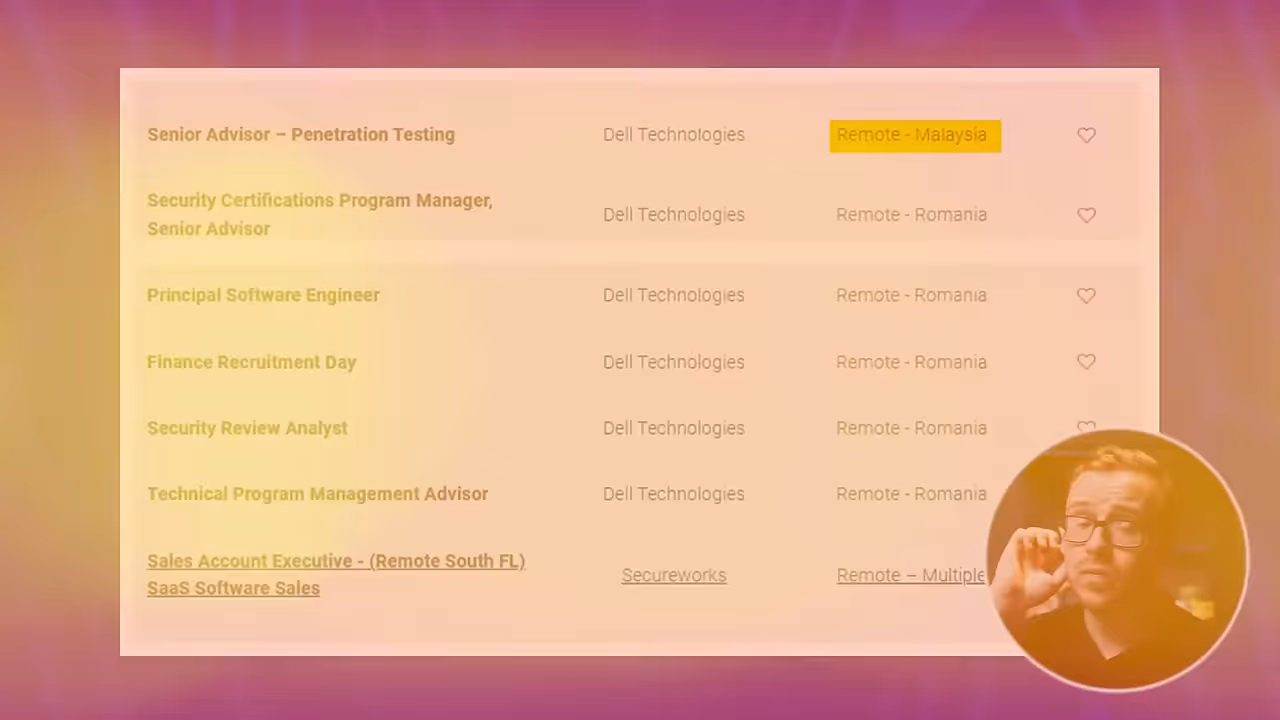 Senior Advisor – Penetration Testing Dell Technologies Remote - Malaysia
Security Certifications Program Manager,
Senior Advisor Dell Technologies Remote - Romania
Principal Software Engineer Dell Technologies Remote - Romania
Finance Recruitment Day Dell Technologies Remote - Romania
Security Review Analyst Dell Technologies Remote - Romania
Technical Program Management Advisor Dell Technologies Remote - Romania
Sales Account Executive - (Remote South FL)
SaaS Software Sales Secureworks Remote – Multiple